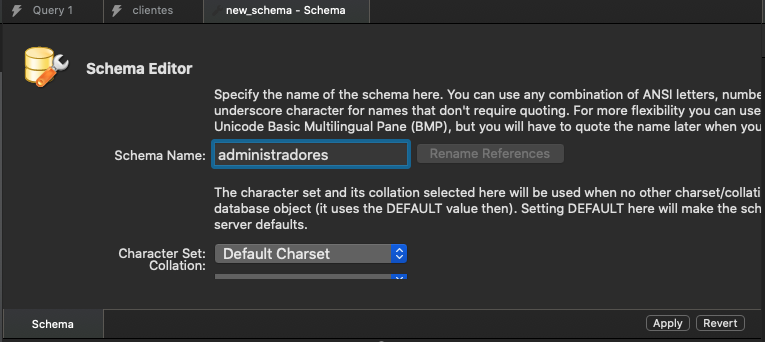 Query 1
clientes
new_schema - Schema
Schema Editor
Specify the name of the schema here. You can use any combination of ANSI letters, numbe
underscore character for names that don't require quoting. For more flexibility you can use
Unicode Basic Multilingual Pane (BMP), but you will have to quote the name later when you
Schema Name:
administradores
Rename References
The character set and its collation selected here will be used when no other charset/collati
database object (it uses the DEFAULT value then). Setting DEFAULT here will make the sch
server defaults.
Character Set:
Default Charset
Collation:
Schema
Apply
Revert